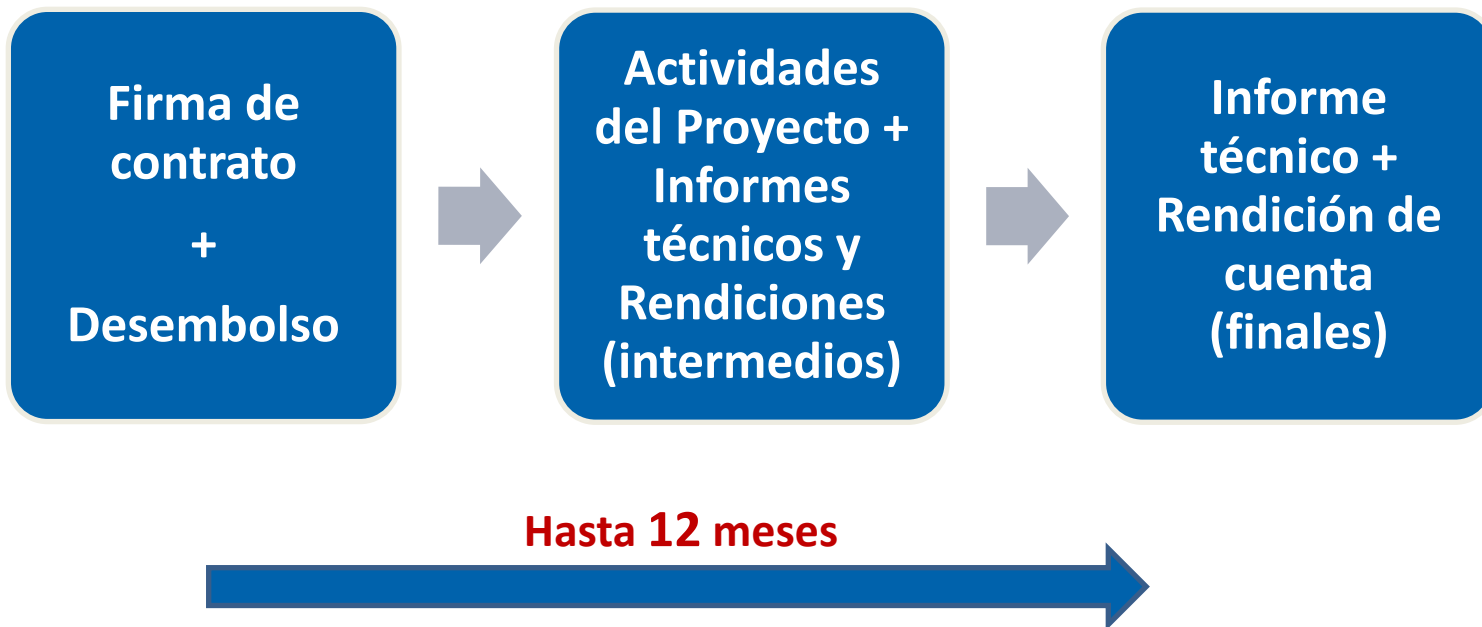 Firma de
contrato
+
Desembolso
Actividades
del Proyecto +
Informes
técnicos y
Rendiciones
(intermedios)
Informe
técnico +
Rendición de
cuenta
(finales)
Hasta 12 meses